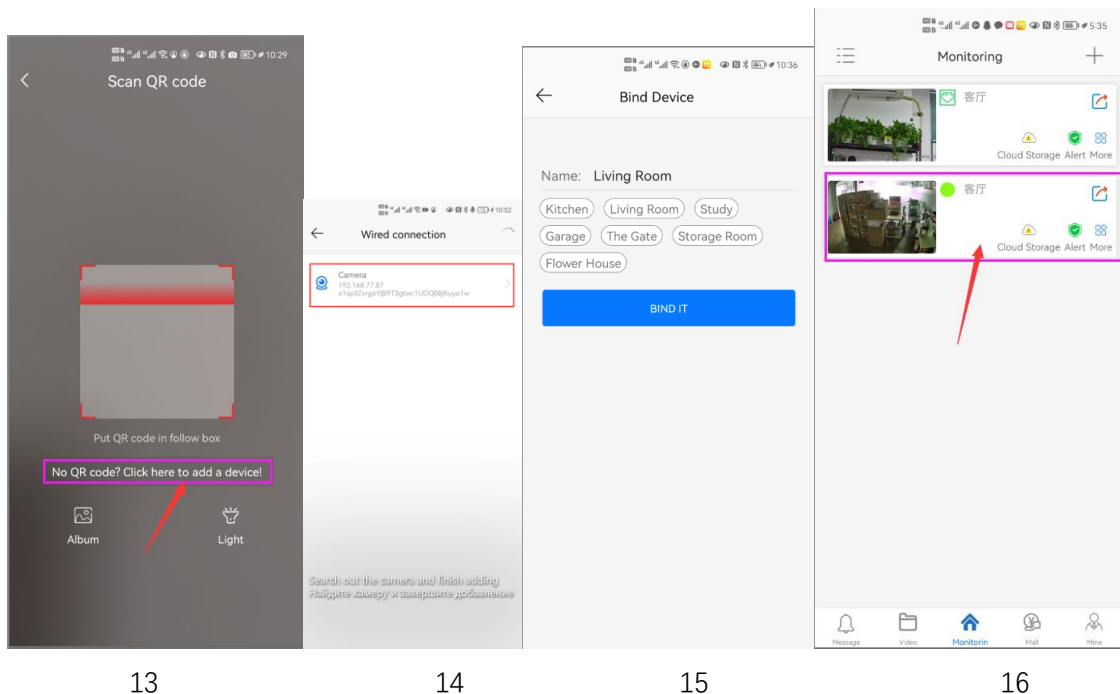 10:29
Scan QR code
Put QR code in follow box
No QR code? Click here to add a device!
Album
Light
13
10:02
Wired connection
Camera
192.168.77.87
Search out the camera and finish adding
Найдите камеру и завершите добавление
14
10:36
Bind Device
Name: Living Room
Kitchen Living Room Study
Garage The Gate Storage Room
Flower House
BIND IT
15
5:35
Monitoring
客厅
Cloud Storage Alert More
客厅
Cloud Storage Alert More
Message Video Monitorin Mall Mine
16